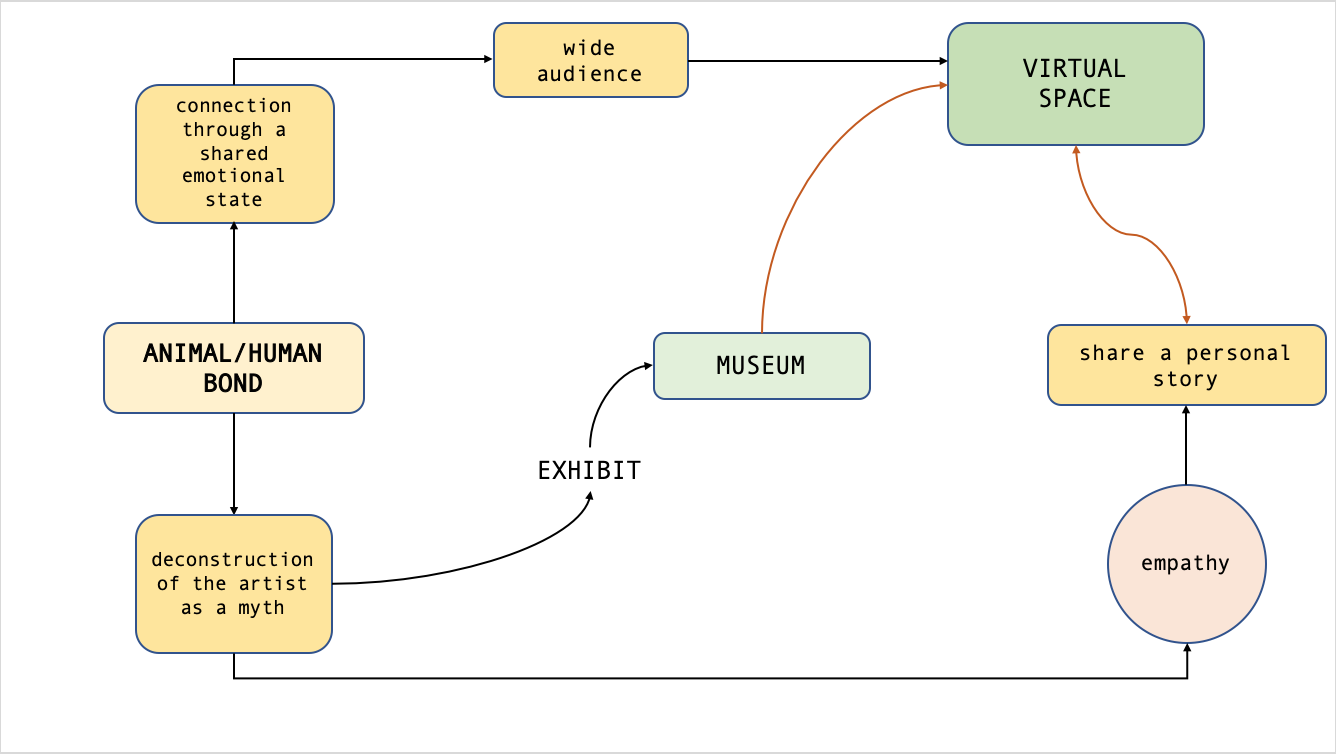 wide
audience
VIRTUAL
SPACE
connection
through a
shared
emotional
state
ANIMAL/HUMAN
BOND
MUSEUM
share a personal
story
EXHIBIT
deconstruction
of the artist
as a myth
empathy